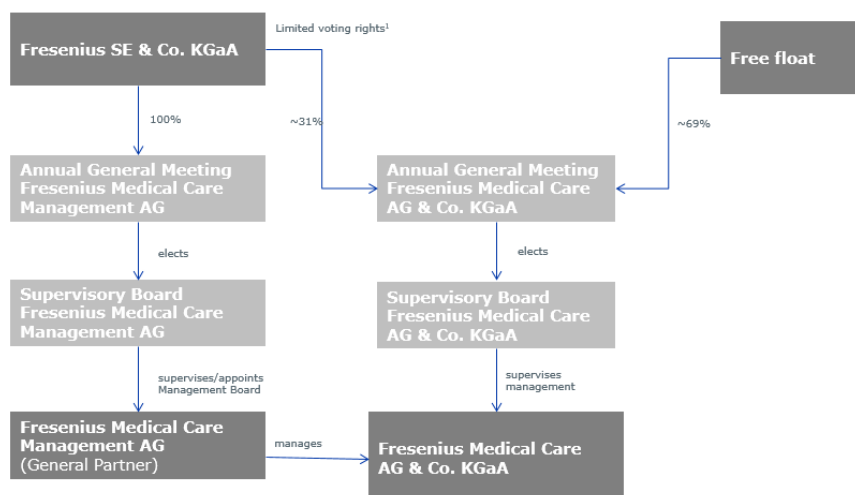 Fresenius SE & Co. KGaA
Limited voting rights¹
Free float
100%
~31%
~69%
Annual General Meeting
Fresenius Medical Care
Management AG
Annual General Meeting
Fresenius Medical Care
AG & Co. KGaA
elects
elects
Supervisory Board
Fresenius Medical Care
Management AG
Supervisory Board
Fresenius Medical Care
AG & Co. KGaA
supervises/appoints
Management Board
supervises
management
Fresenius Medical Care
Management AG
(General Partner)
manages
Fresenius Medical Care
AG & Co. KGaA